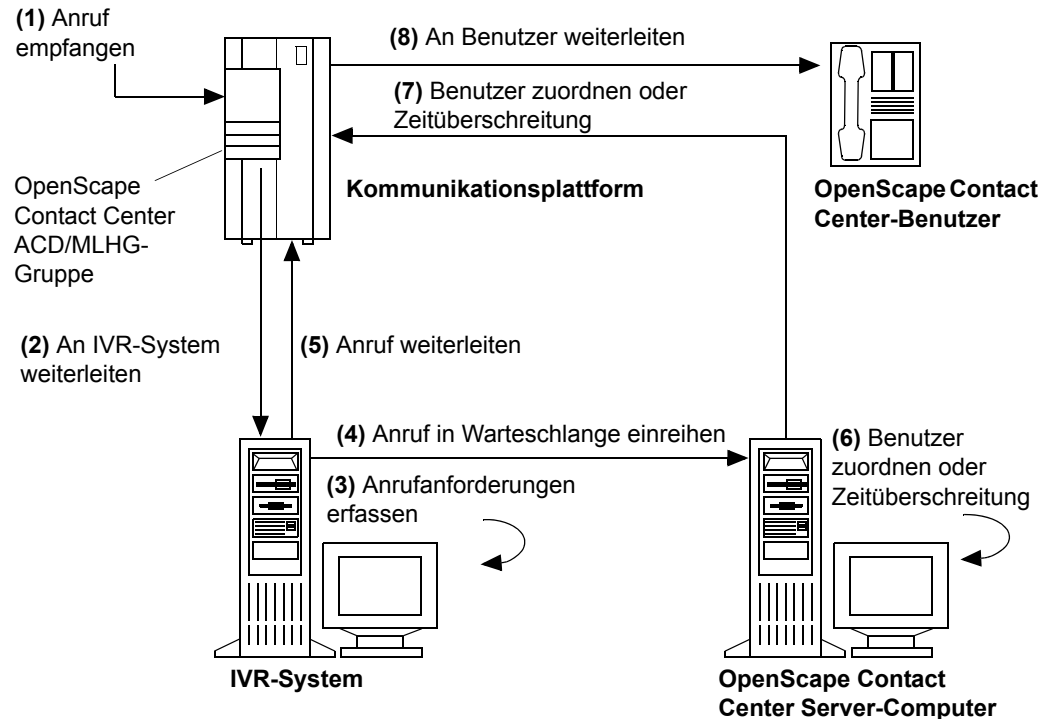 (1) Anruf
empfangen
(8) An Benutzer weiterleiten
(7) Benutzer zuordnen oder
Zeitüberschreitung
OpenScape
Contact Center
ACD/MLHG-
Gruppe
Kommunikationsplattform
OpenScape Contact
Center-Benutzer
(2) An IVR-System
weiterleiten
(5) Anruf weiterleiten
(4) Anruf in Warteschlange einreihen
(3) Anrufanforderungen
erfassen
(6) Benutzer
zuordnen oder
Zeitüberschreitung
IVR-System
OpenScape Contact
Center Server-Computer